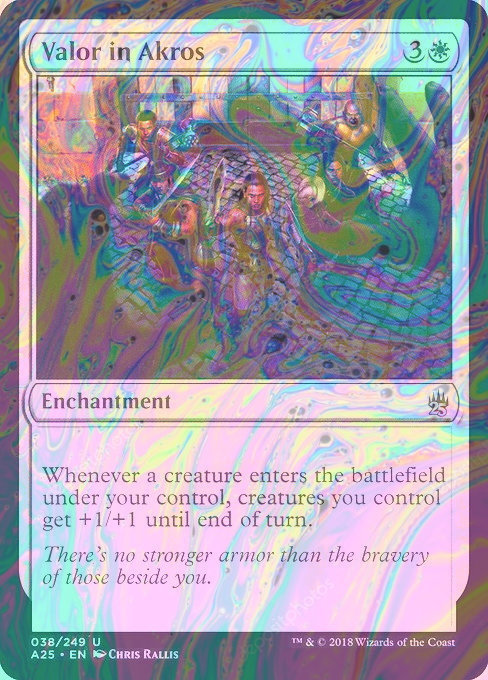 Valor in Akros 3
Enchantment
25
Whenever a creature enters the battlefield
under your control, creatures you control
get +1/+1 until end of turn.
There's no stronger armor than the bravery
of those beside you.
038/249 U
A25 • EN Chris Rallis
™ & © 2018 Wizards of the Coast
depositphotos